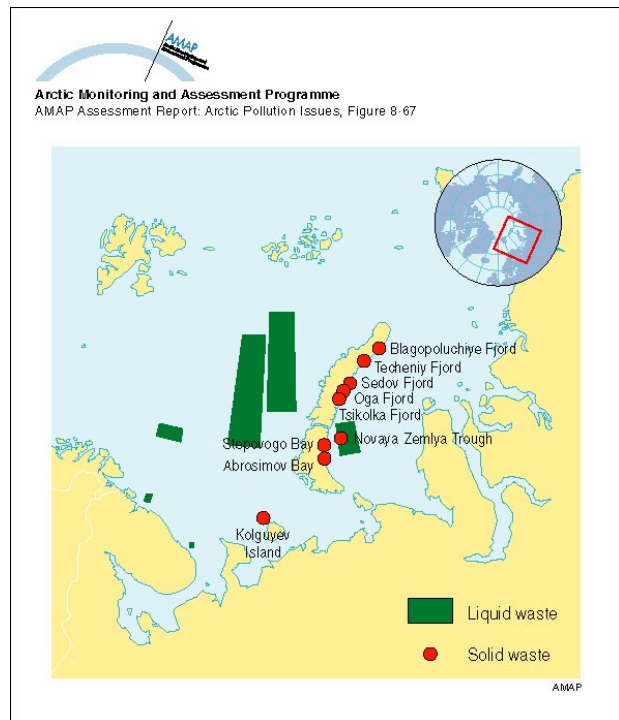 AMAP
Arctic Monitoring and Assessment Programme
AMAP Assessment Report: Arctic Pollution Issues, Figure 8·67
Blagopoluchiye Fjord
Techeniy Fjord
Sedov Fjord
Oga Fjord
Tsikolka Fjord
Stepovogo Bay
Novaya Zemlya Trough
Abrosimov Bay
Kolguyev
Island
Liquid waste
Solid waste
AMAP